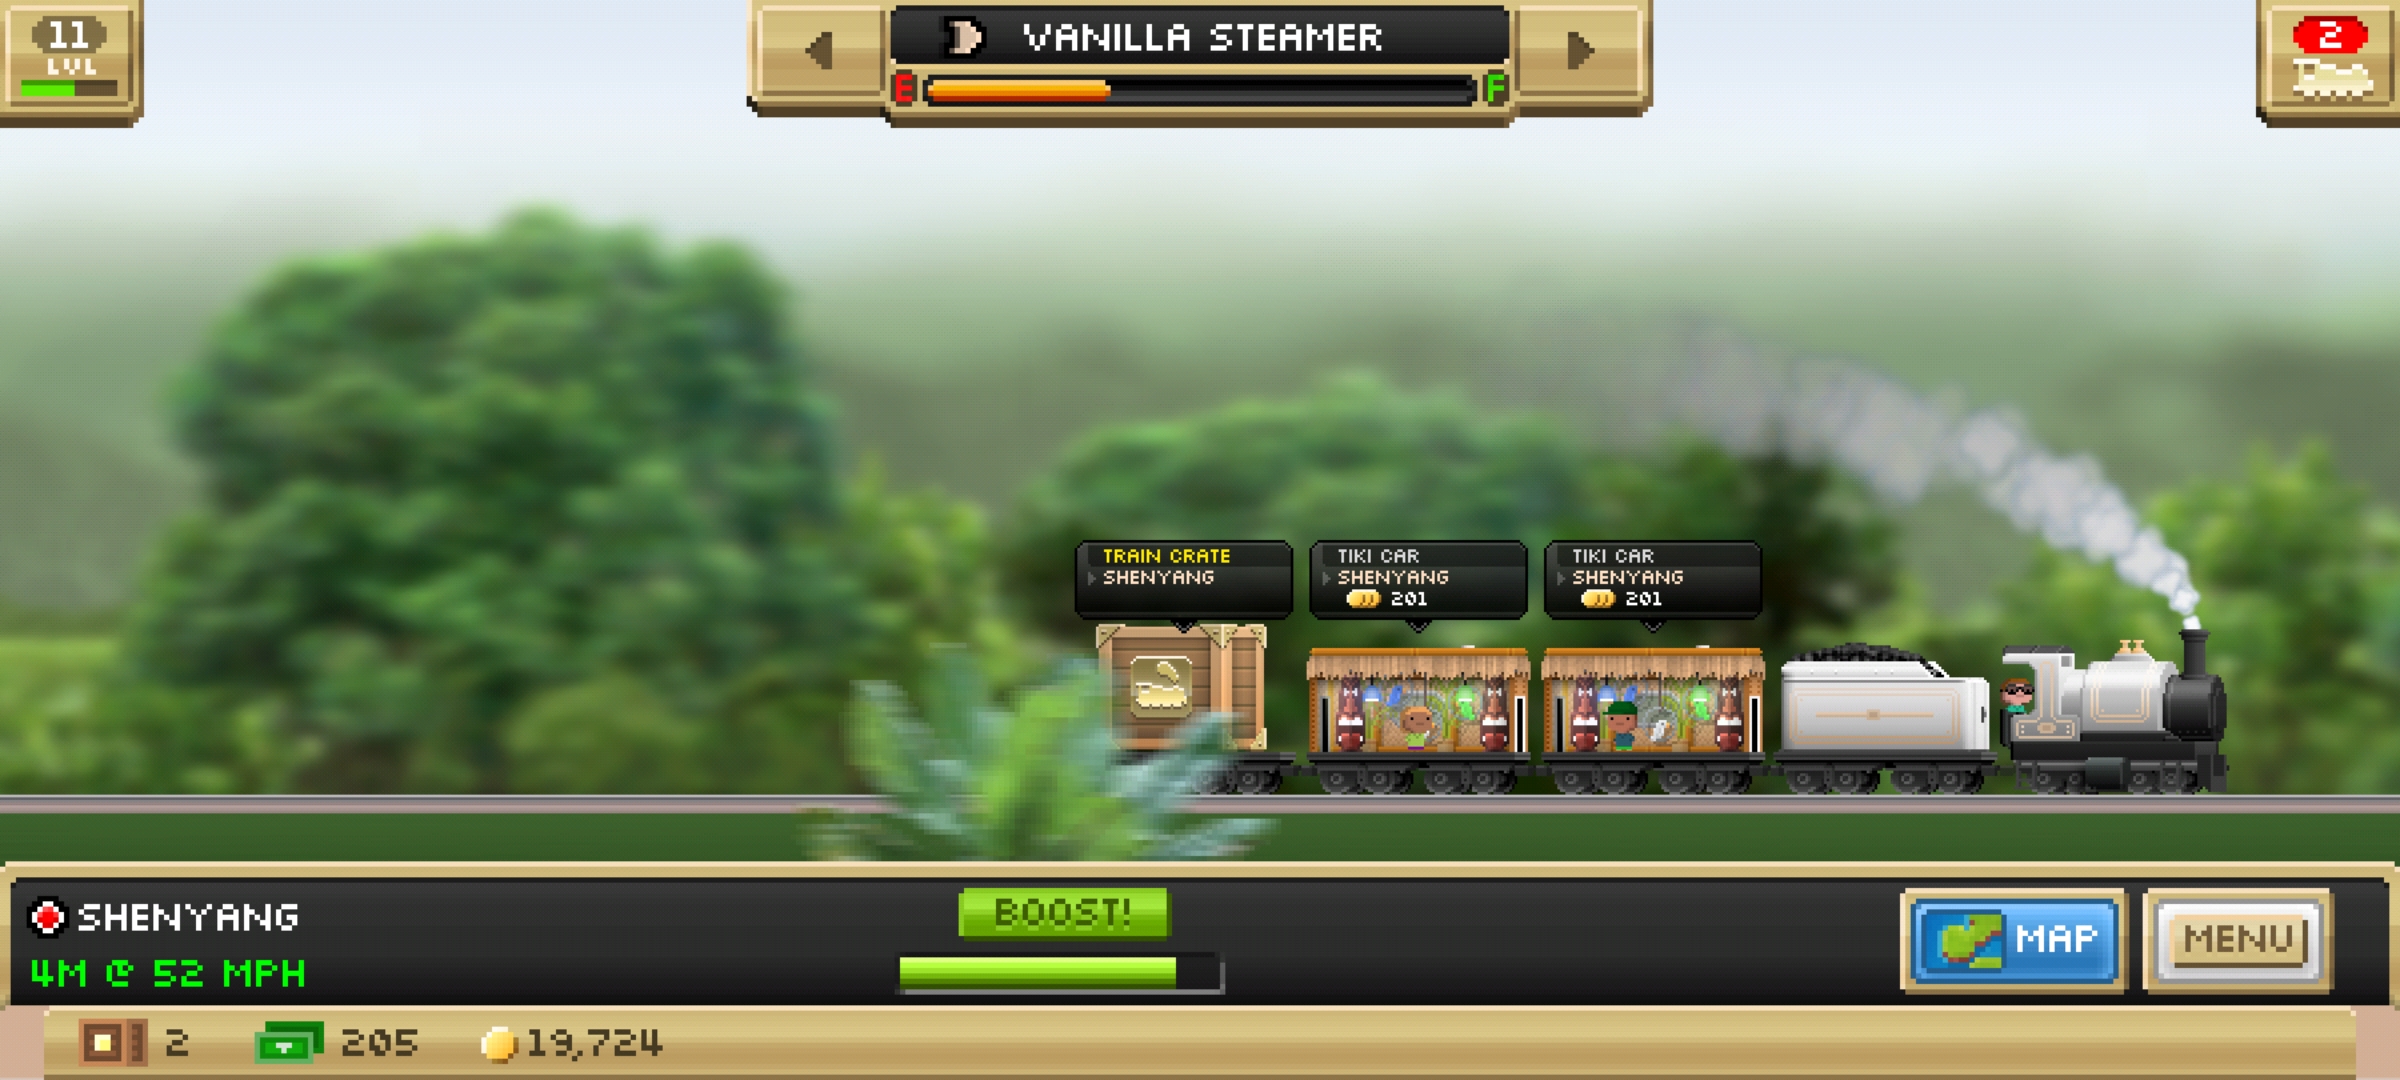 11
LVL
VANILLA STEAMER
E F
2
TRAIN CRATE
SHENYANG
TIKI CAR
SHENYANG
201
TIKI CAR
SHENYANG
201
SHENYANG
4M @ 52 MPH
BOOST!
MAP
MENU
2
205
19,724